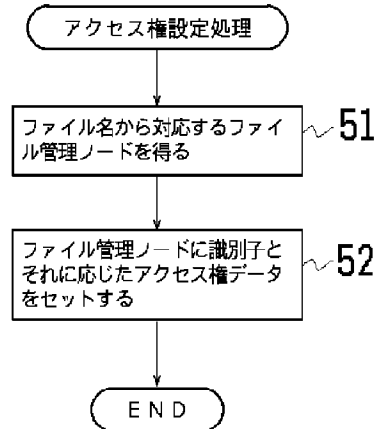 アクセス権設定処理
ファイル名から対応するファイ
ル管理ノードを得る
51
ファイル管理ノードに識別子と
それに応じたアクセス権データ
をセットする
52
END